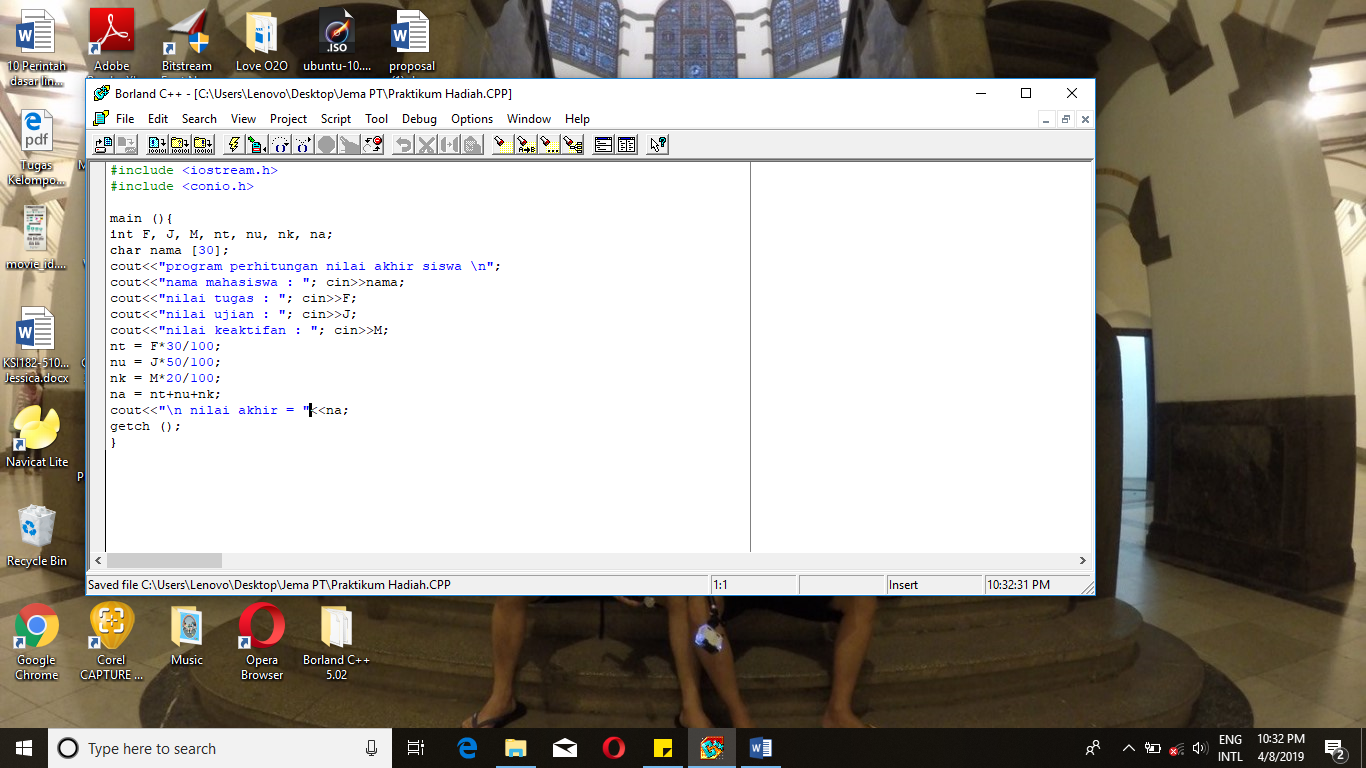 10 Perintah dasar lin...
Adobe
Bitstream
Love O2O
ubuntu-10....
.ISO
proposal
Borland C++ - [C:\Users\Lenovo\Desktop\Jema PT\Praktikum Hadiah.CPP]
File Edit Search View Project Script Tool Debug Options Window Help
#include <iostream.h>
#include <conio.h>
main (){
int F, J, M, nt, nu, nk, na;
char nama [30];
cout<<"program perhitungan nilai akhir siswa \n";
cout<<"nama mahasiswa : "; cin>>nama;
cout<<"nilai tugas : "; cin>>F;
cout<<"nilai ujian : "; cin>>J;
cout<<"nilai keaktifan : "; cin>>M;
nt = F*30/100;
nu = J*50/100;
nk = M*20/100;
na = nt+nu+nk;
cout<<"\n nilai akhir = "<<na;
getch ();
}
Saved file C:\Users\Lenovo\Desktop\Jema PT\Praktikum Hadiah.CPP
1:1
Insert
10:32:31 PM
pdf
Tugas
Kelompo...
movie_id....
KSI182-510...
Jessica.docx
Navicat Lite
Recycle Bin
Google
Chrome
Corel
CAPTURE ...
Music
Opera
Browser
Borland C++
5.02
Type here to search
ENG
INTL
10:32 PM
4/8/2019
2